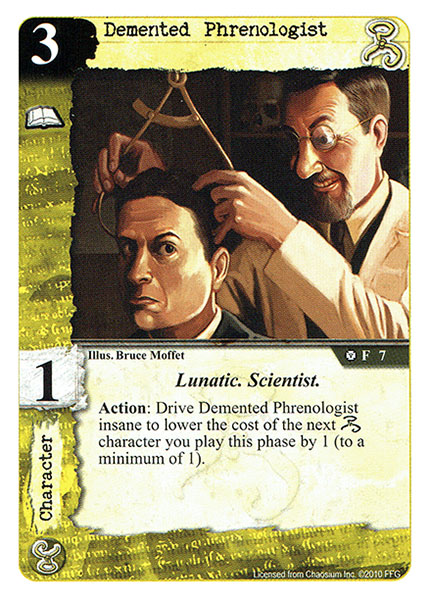 3
Demented Phrenologist
Illus. Bruce Moffet
F 7
1
Lunatic. Scientist.
Action: Drive Demented Phrenologist
insane to lower the cost of the next
character you play this phase by 1 (to a
minimum of 1).
Character
Licensed from Chaosium Inc. ©2010 FFG